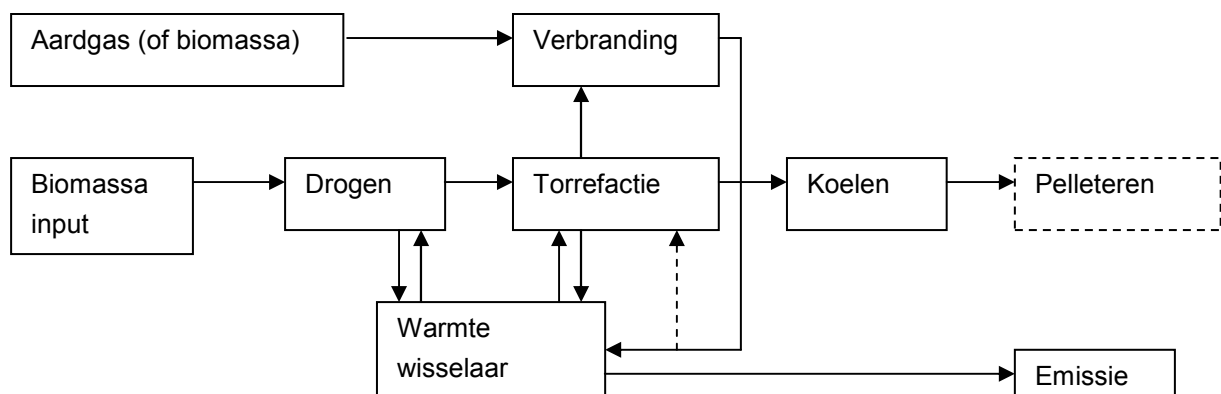 Aardgas (of biomassa)
Verbranding
Biomassa
input
Drogen
Torrefactie
Koelen
Pelleteren
Warmte
wisselaar
Emissie